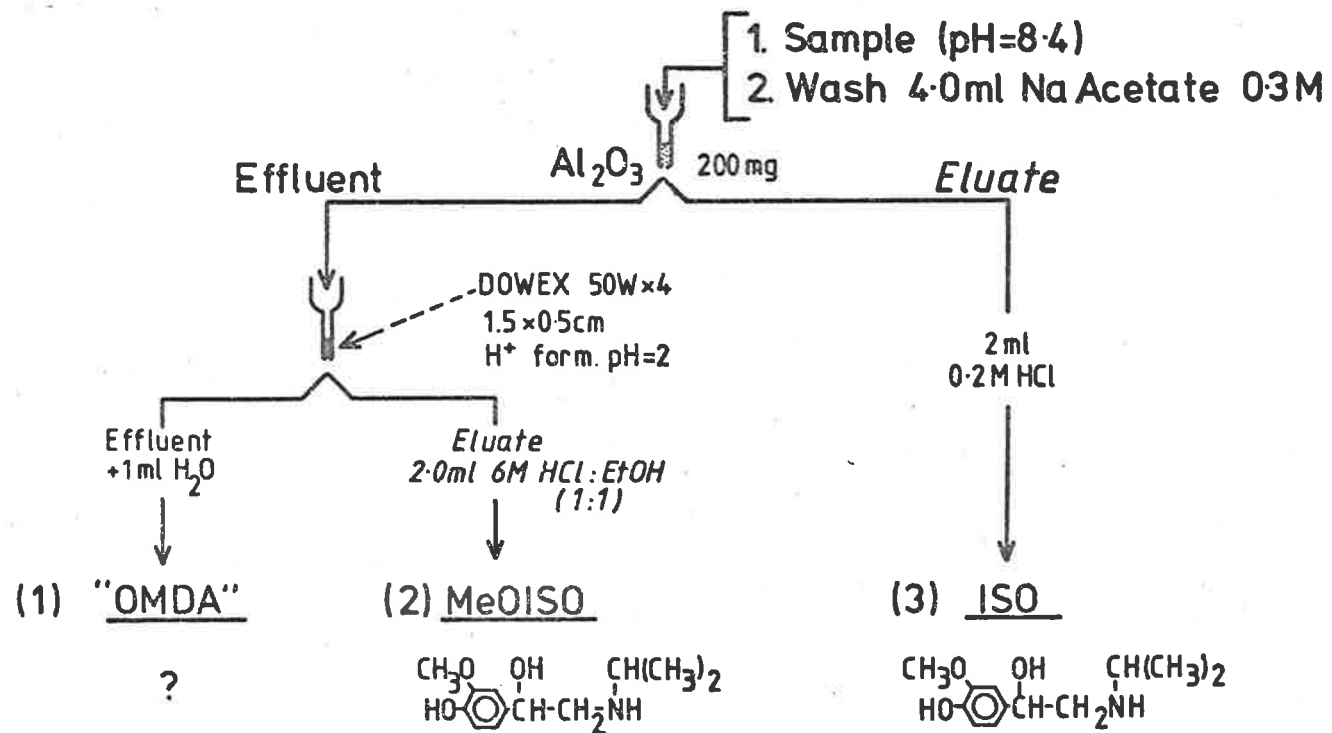 1. Sample (pH=8·4)
2. Wash 4·0ml Na Acetate 0·3M
Effluent
Al2O3
200mg
Eluate
DOWEX 50W×4
1.5×0·5cm
H+ form. pH=2
2ml
0·2M HCl
Effluent
+1ml H2O
Eluate
2·0ml 6M HCl:EtOH
(1:1)
(1) "OMDA"
(2) MeOISO
(3) ISO
?
CH3O OH CH(CH3)2
HO CH-CH2NH
CH3O OH CH(CH3)2
HO CH-CH2NH